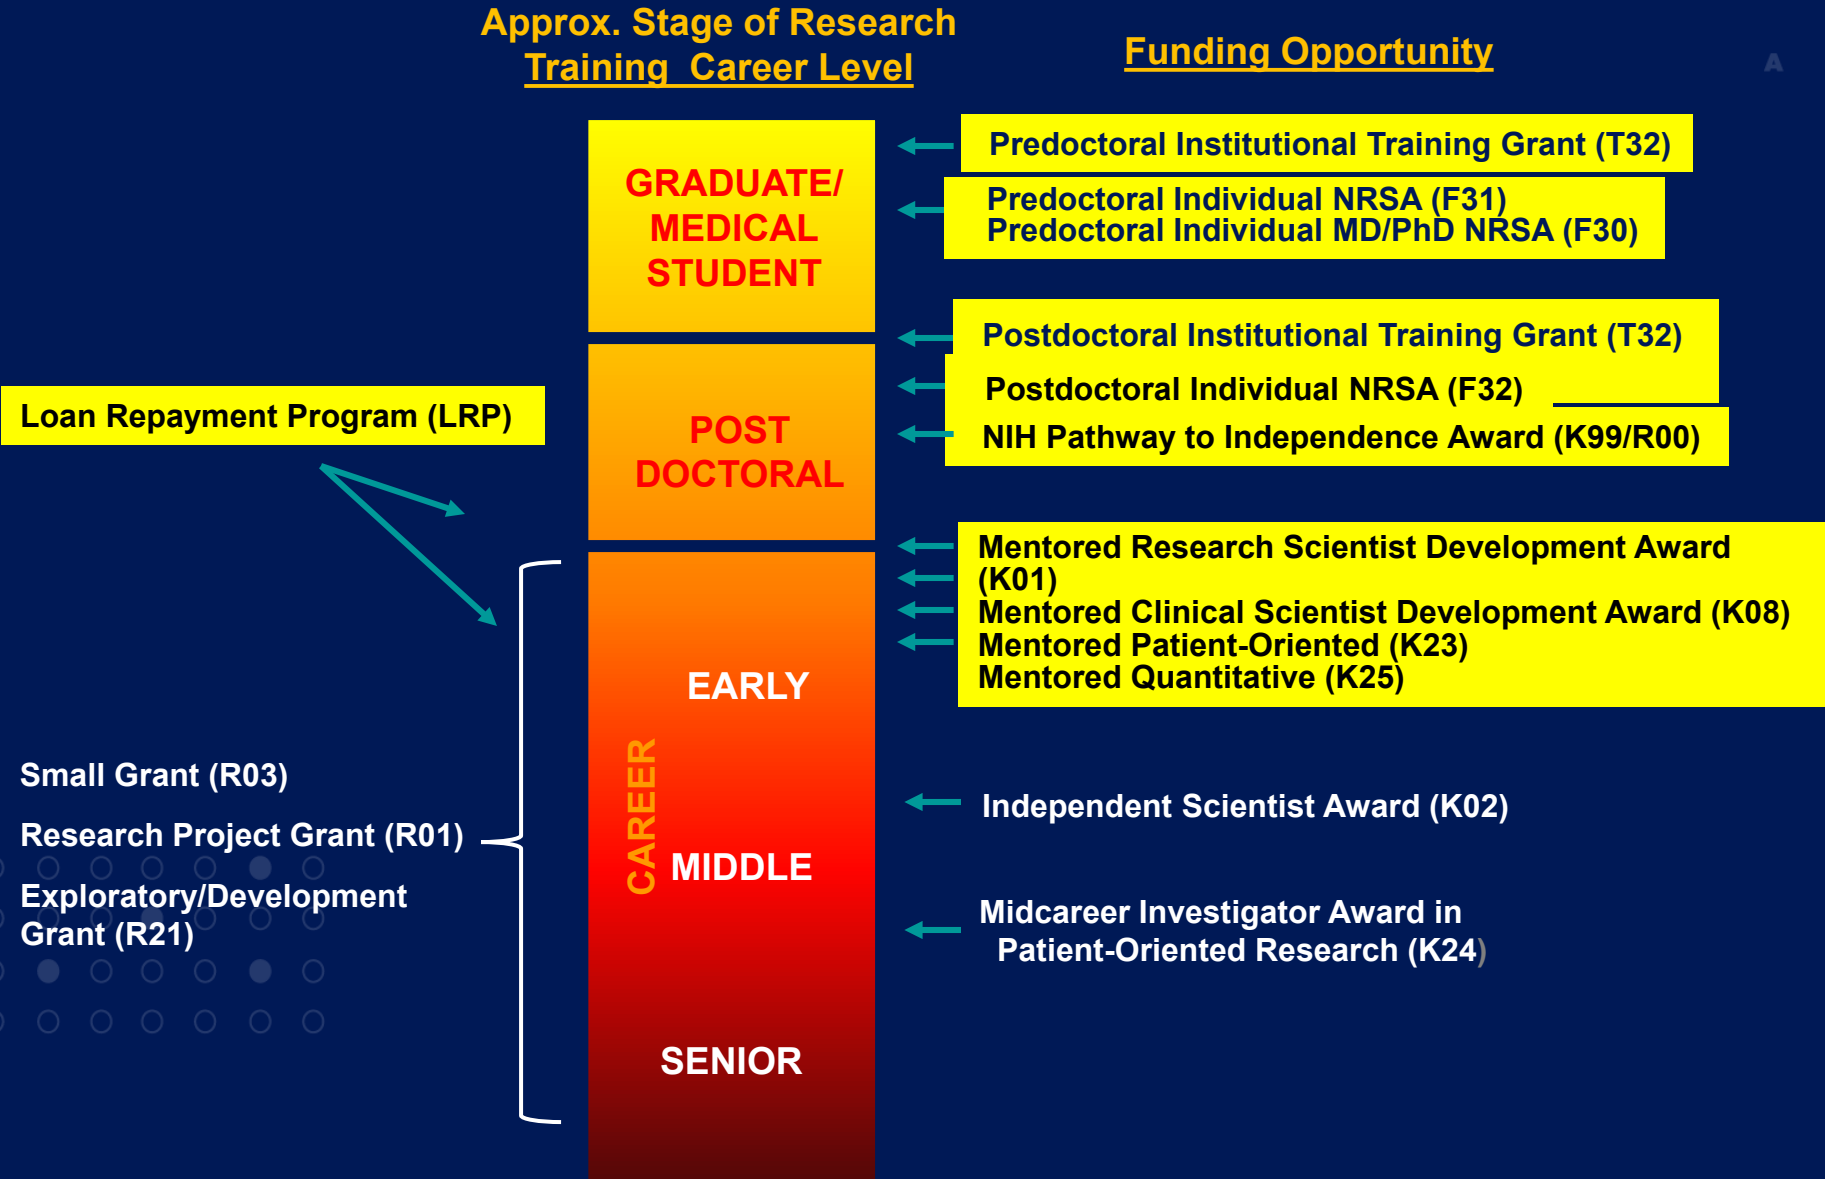 Approx. Stage of Research
Training Career Level
Funding Opportunity
A
GRADUATE/
MEDICAL
STUDENT
Predoctoral Institutional Training Grant (T32)
Predoctoral Individual NRSA (F31)
Predoctoral Individual MD/PhD NRSA (F30)
Postdoctoral Institutional Training Grant (T32)
Postdoctoral Individual NRSA (F32)
NIH Pathway to Independence Award (K99/R00)
Loan Repayment Program (LRP)
POST
DOCTORAL
Mentored Research Scientist Development Award
(K01)
Mentored Clinical Scientist Development Award (K08)
Mentored Patient-Oriented (K23)
Mentored Quantitative (K25)
EARLY
CAREER
MIDDLE
SENIOR
Small Grant (R03)
Research Project Grant (R01)
Exploratory/Development
Grant (R21)
Independent Scientist Award (K02)
Midcareer Investigator Award in
Patient-Oriented Research (K24)